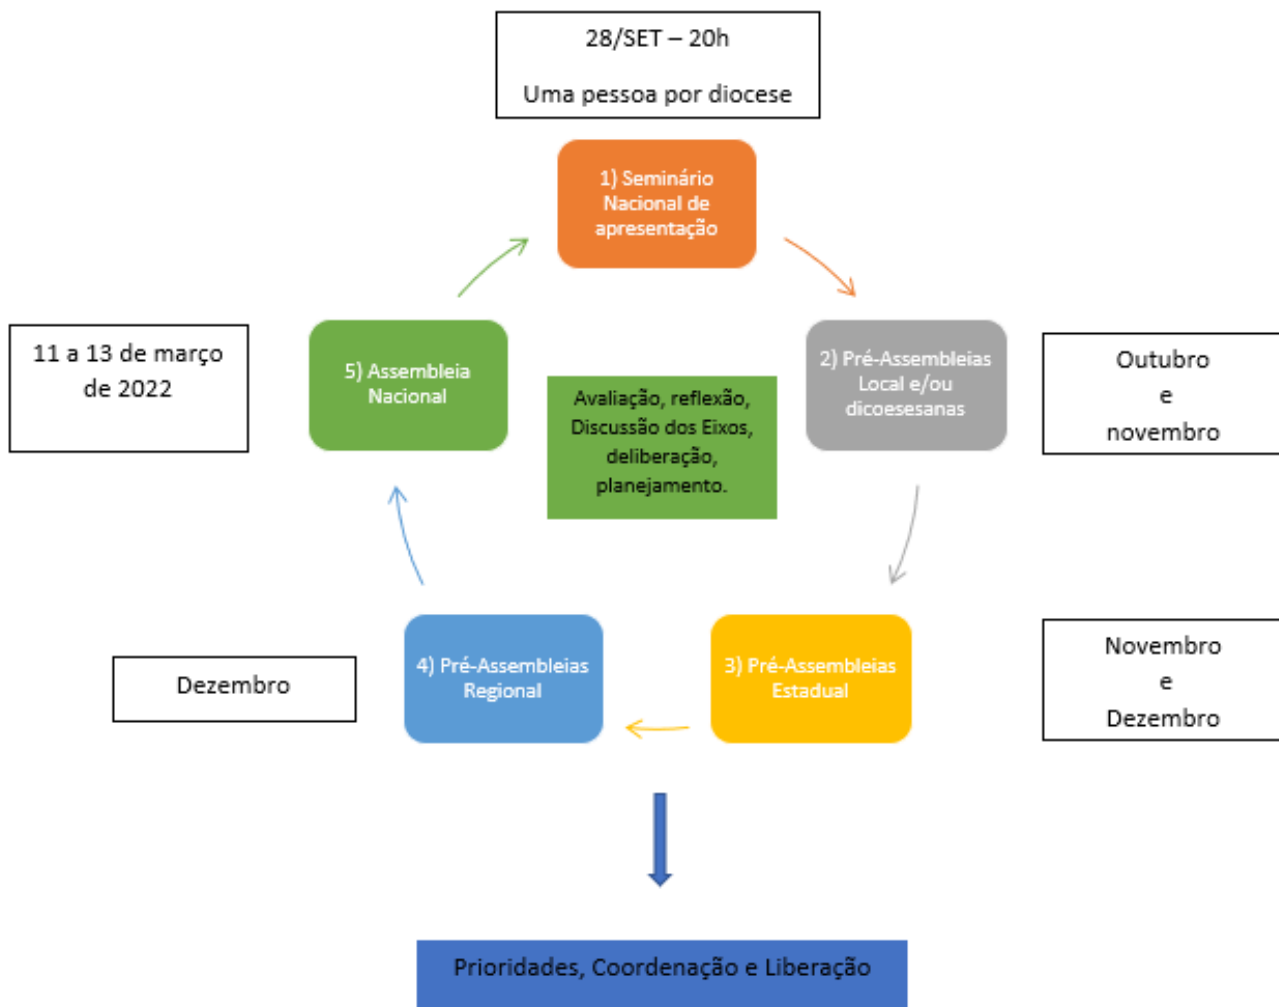 28/SET – 20h
Uma pessoa por diocese
1) Seminário
Nacional de
apresentação
11 a 13 de março
de 2022
5) Assembleia
Nacional
Avaliação, reflexão,
Discussão dos Eixos,
deliberação,
planejamento.
2) Pré-Assembleias
Local e/ou
dicoesesanas
Outubro
e
novembro
Dezembro
4) Pré-Assembleias
Regional
3) Pré-Assembleias
Estadual
Novembro
e
Dezembro
Prioridades, Coordenação e Liberação